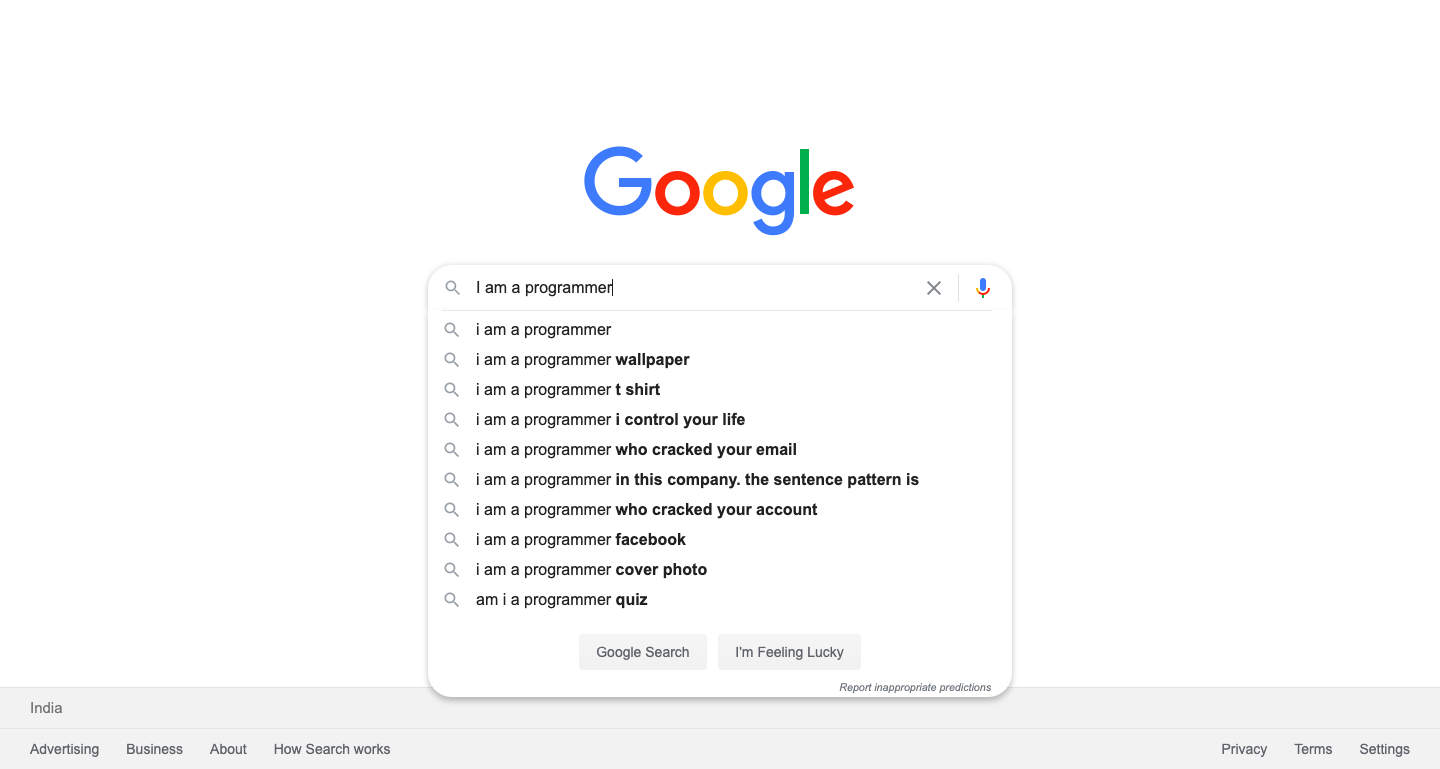 Google
I am a programmer
i am a programmer
i am a programmer wallpaper
i am a programmer t shirt
i am a programmer i control your life
i am a programmer who cracked your email
i am a programmer in this company. the sentence pattern is
i am a programmer who cracked your account
i am a programmer facebook
i am a programmer cover photo
am i a programmer quiz
Google Search I'm Feeling Lucky
Report inappropriate predictions
India
Advertising Business About How Search works Privacy Terms Settings